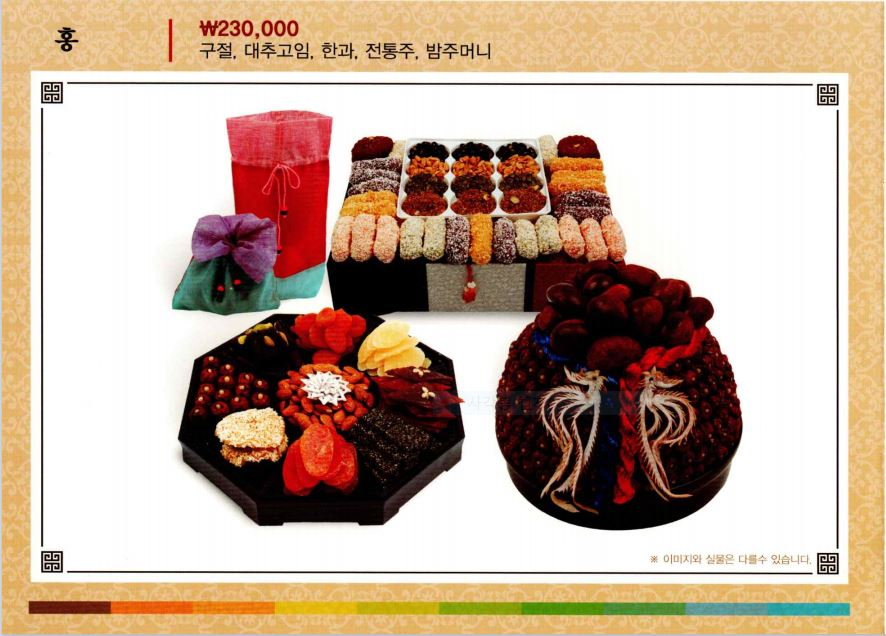 홍
₩230,000
구절, 대추고임, 한과, 전통주, 밤주머니
※ 이미지와 실물은 다를수 있습니다.